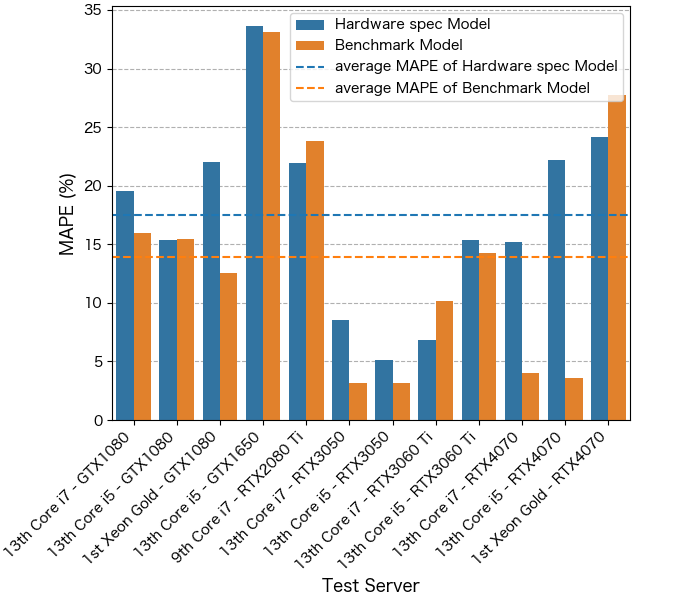 35
30
25
20
15
10
5
0
MAPE (%)
Hardware spec Model
Benchmark Model
average MAPE of Hardware spec Model
average MAPE of Benchmark Model
13th Core i7 - GTX1080
13th Core i5 - GTX1080
1st Xeon Gold - GTX1080
13th Core i5 - GTX1650
9th Core i7 - RTX2080 Ti
13th Core i7 - RTX3050
13th Core i5 - RTX3050
13th Core i7 - RTX3060 Ti
13th Core i5 - RTX3060 Ti
13th Core i7 - RTX4070
13th Core i5 - RTX4070
1st Xeon Gold - RTX4070
Test Server